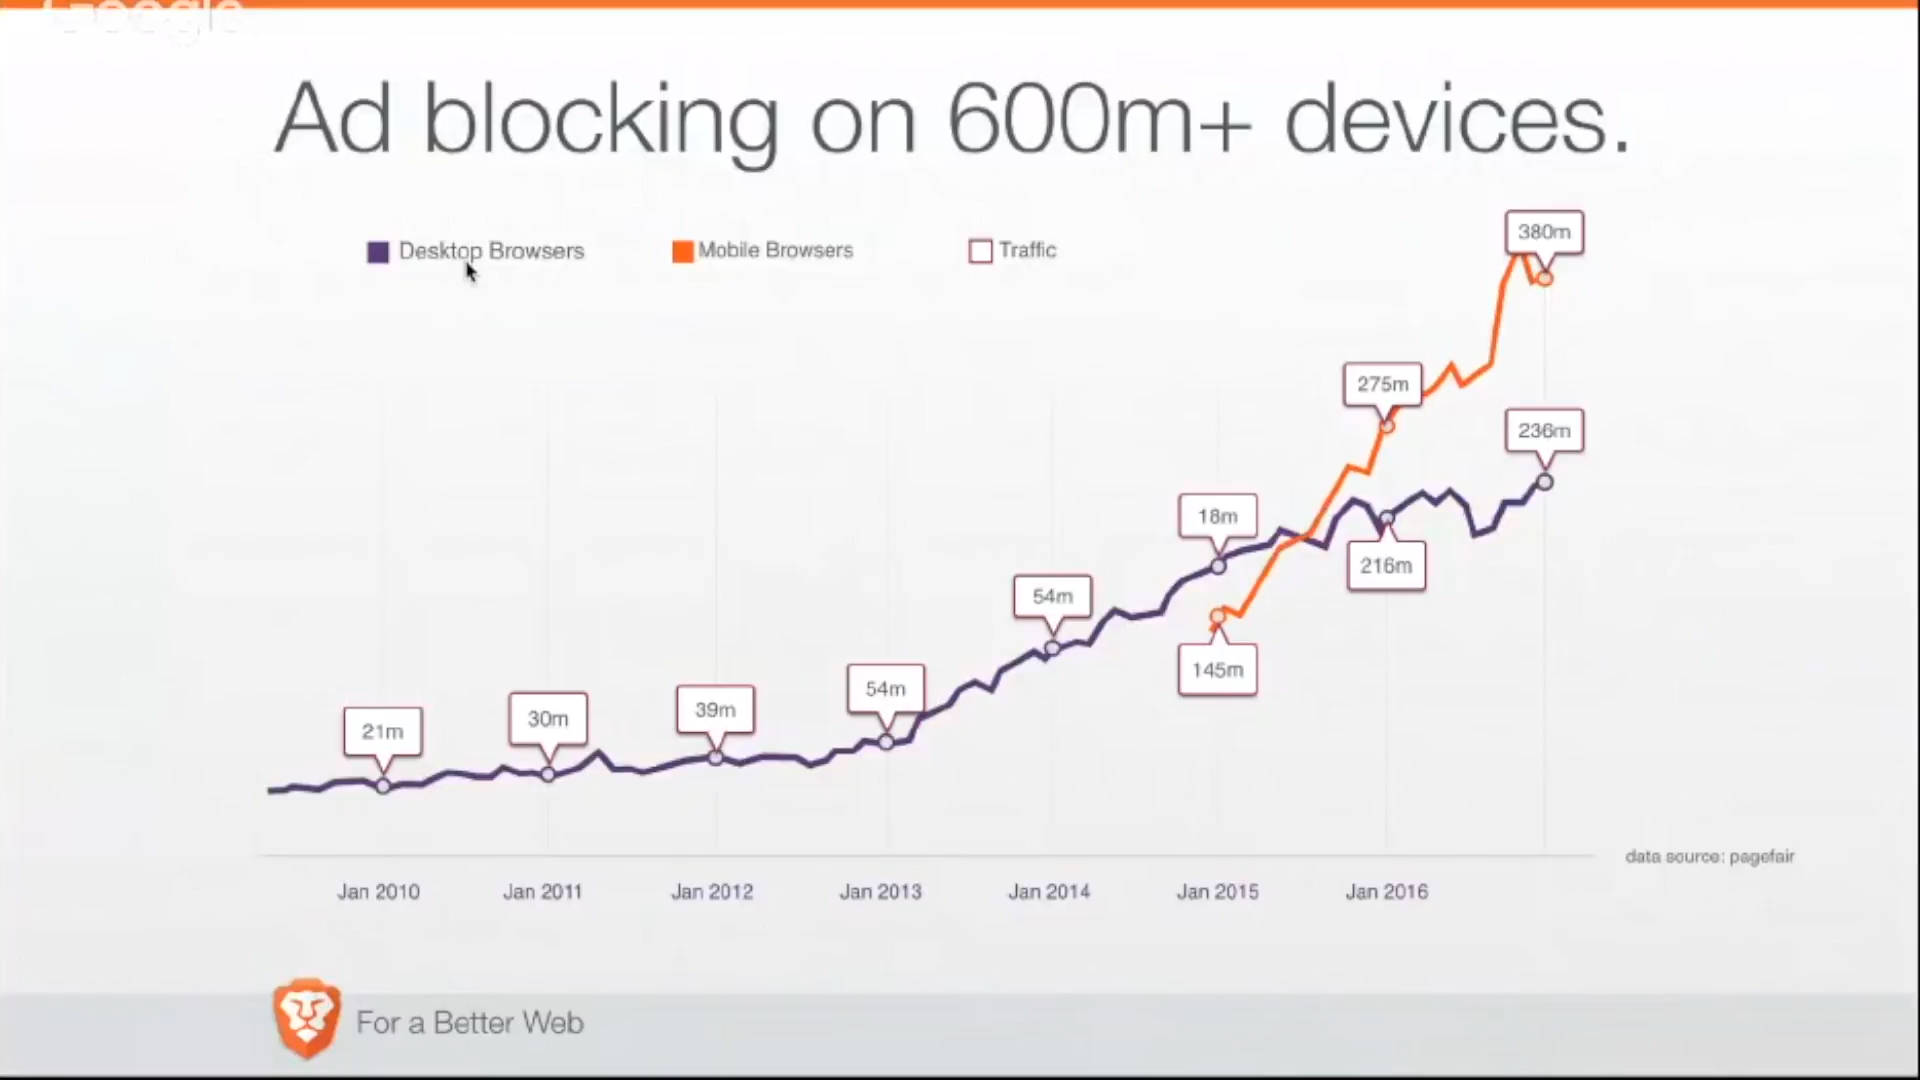 Google
Ad blocking on 600m+ devices.
Desktop Browsers
Mobile Browsers
Traffic
380m
275m
236m
18m
216m
54m
145m
54m
39m
30m
21m
data source: pagefair
Jan 2010
Jan 2011
Jan 2012
Jan 2013
Jan 2014
Jan 2015
Jan 2016
For a Better Web